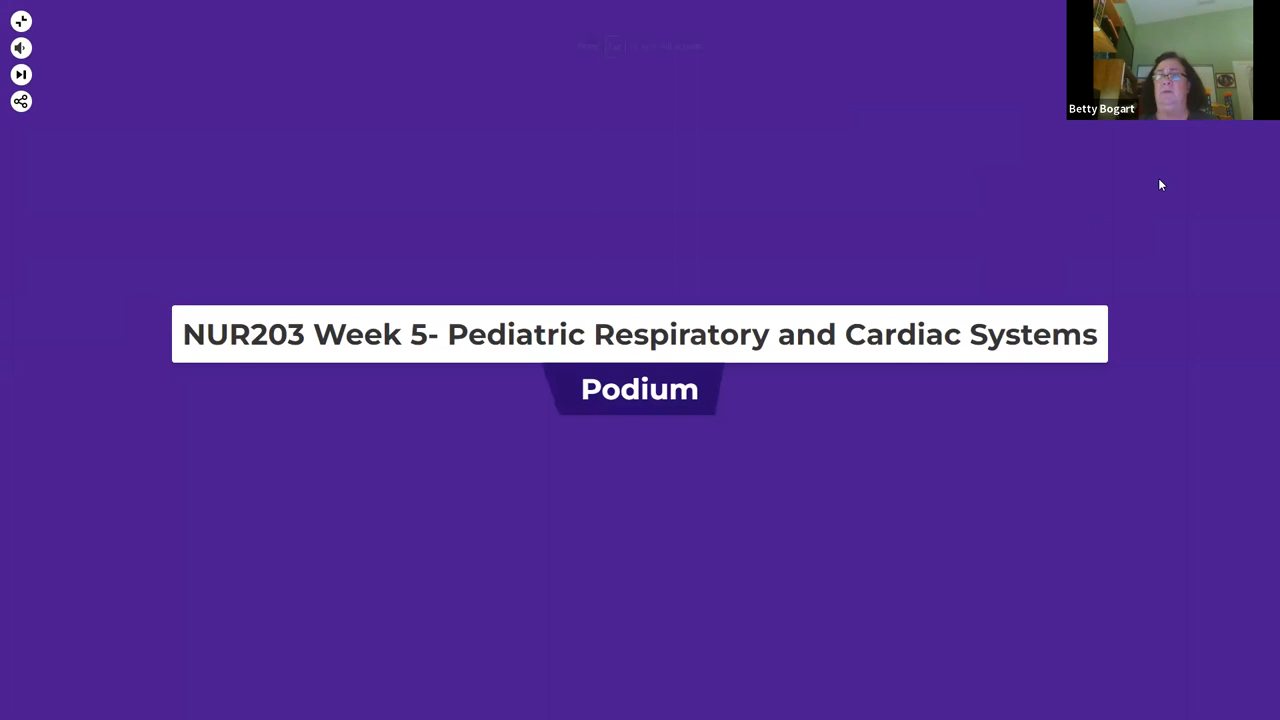 Betty Bogart
NUR203 Week 5- Pediatric Respiratory and Cardiac Systems
Podium